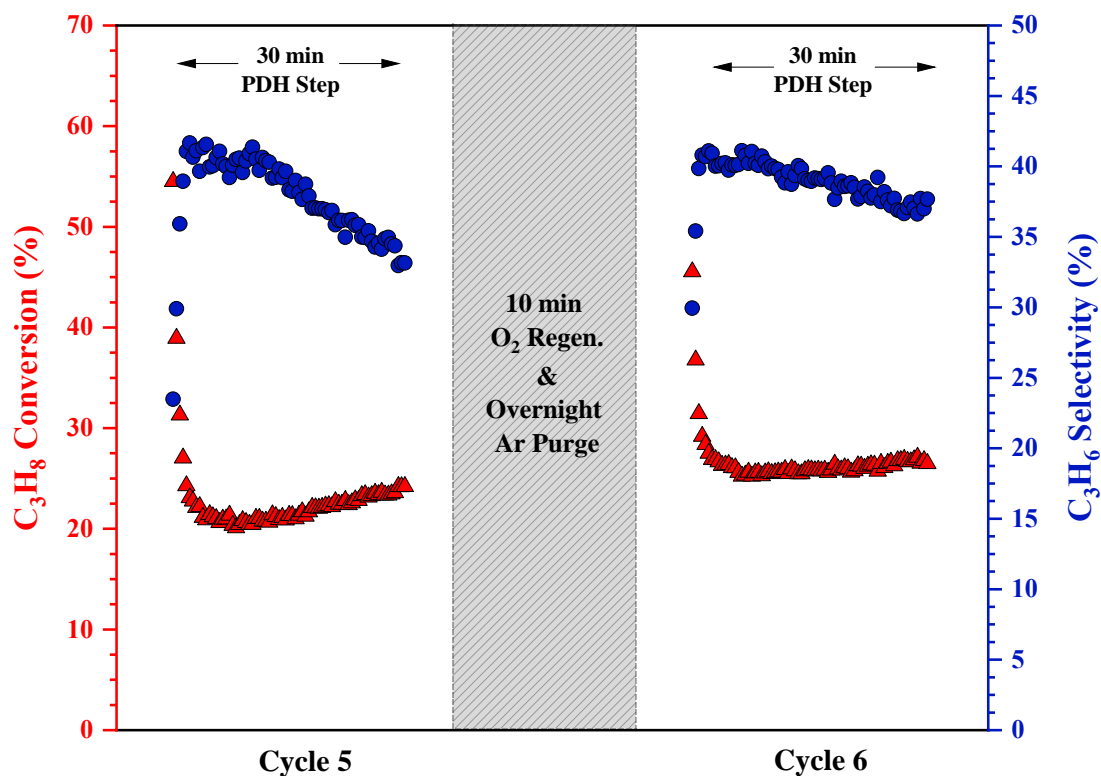 70
60
50
40
30
20
10
0
C₃H₈ Conversion (%)
30 min
PDH Step
10 min
O₂ Regen.
&
Overnight
Ar Purge
30 min
PDH Step
50
45
40
35
30
25
20
15
10
5
0
C₃H₆ Selectivity (%)
Cycle 5
Cycle 6